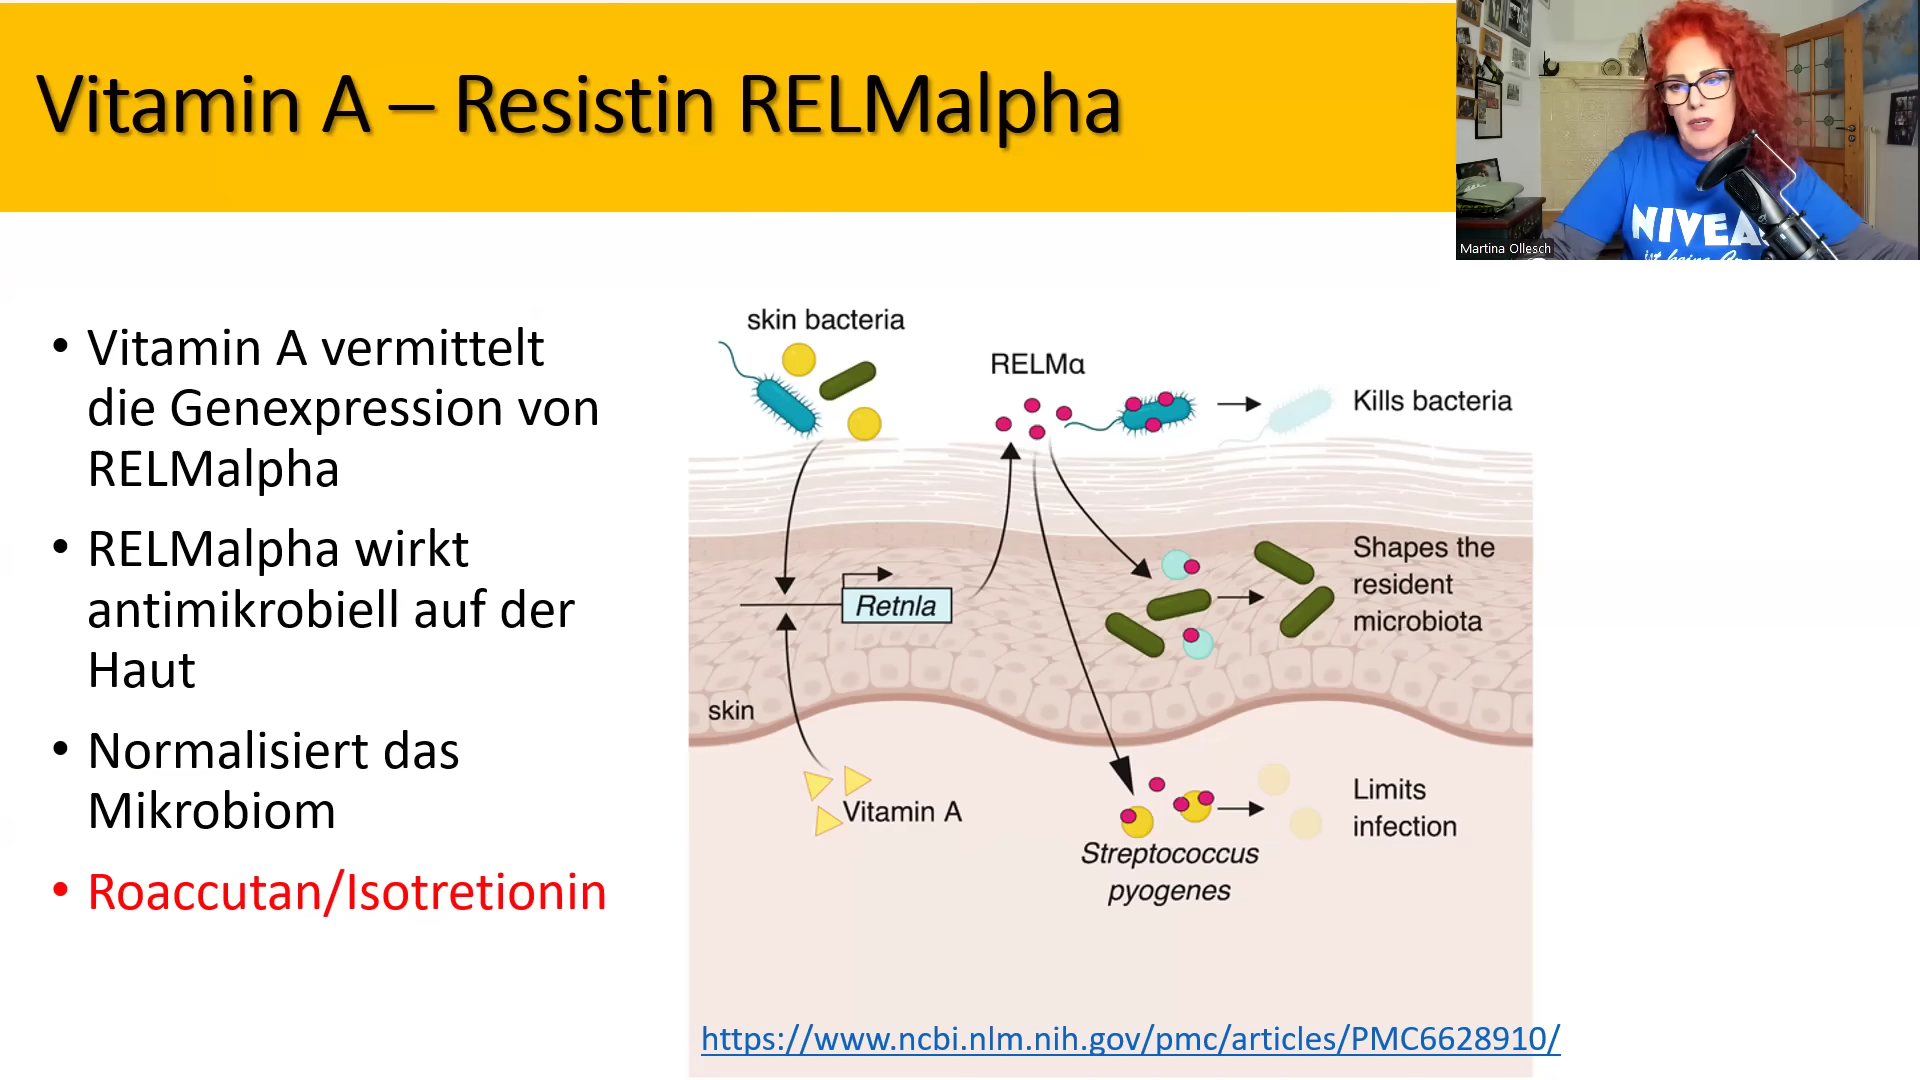 Vitamin A – Resistin RELMalpha
NIVEA
ist keine
Martina Ollesch
• Vitamin A vermittelt
die Genexpression von
RELMalpha
• RELMalpha wirkt
antimikrobiell auf der
Haut
• Normalisiert das
Mikrobiom
• Roaccutan/Isotretionin
skin bacteria
RELMα
Kills bacteria
Retnla
Shapes the
resident
microbiota
skin
Vitamin A
Streptococcus
pyogenes
Limits
infection
https://www.ncbi.nlm.nih.gov/pmc/articles/PMC6628910/